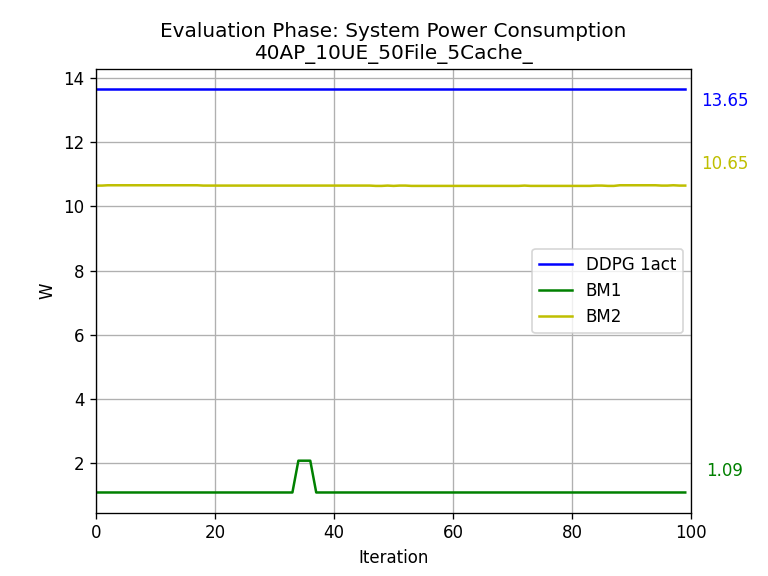 Evaluation Phase: System Power Consumption
40AP_10UE_50File_5Cache_
14
12
10
8
6
4
2
W
0
20
40
60
80
100
Iteration
DDPG 1act
BM1
BM2
13.65
10.65
1.09